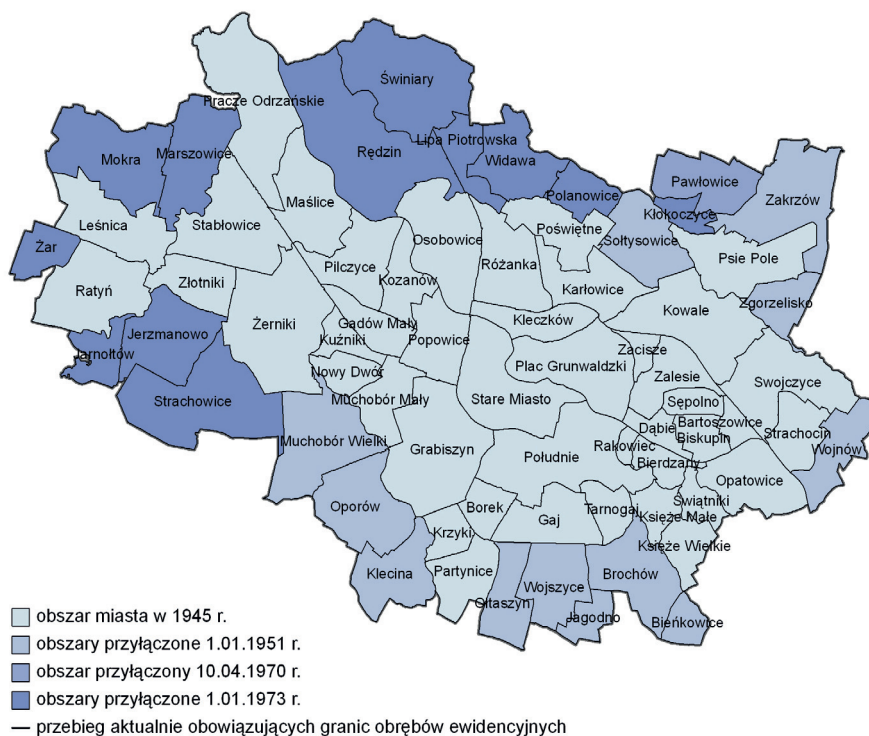 Świniary
Pracze Odrzańskie
Lipa Piotrowska
Mokra
Marszowice
Rędzin
Widawa
Pawłowice
Polanowice
Zakrzów
Maślice
Kłokoczyce
Leśnica
Stabłowice
Poświętne
Żar
Osobowice
Sołtysowice
Psie Pole
Pilczyce
Różanka
Złotniki
Kozanów
Ratyń
Karłowice
Zgorzelisko
Kowale
Żerniki
Gadów Mały
Kleczków
Jerzmanowo
Kuźniki
Popowice
Zacisze
Jarnołtów
Plac Grunwaldzki
Nowy Dwór
Zalesie
Swojczyce
Strachowice
Muchobór Mały
Stare Miasto
Sępolno
Bartoszowice
Dąbie
Strachocin
Muchobór Wielki
Biskupin
Grabiszyn
Rakowiec
Wojnów
Południe
Bierdzany
Opatowice
Świątniki
Oporów
Borek
Tarnogaj
Księże Małe
Gaj
Krzyki
Księże Wielkie
Partynice
Klecina
Brochów
Ołtaszyn
Wojszyce
Jagodno
Bieńkowice
obszar miasta w 1945 r.
obszary przyłączone 1.01.1951 r.
obszar przyłączony 10.04.1970 r.
obszary przyłączone 1.01.1973 r.
przebieg aktualnie obowiązujących granic obrębów ewidencyjnych